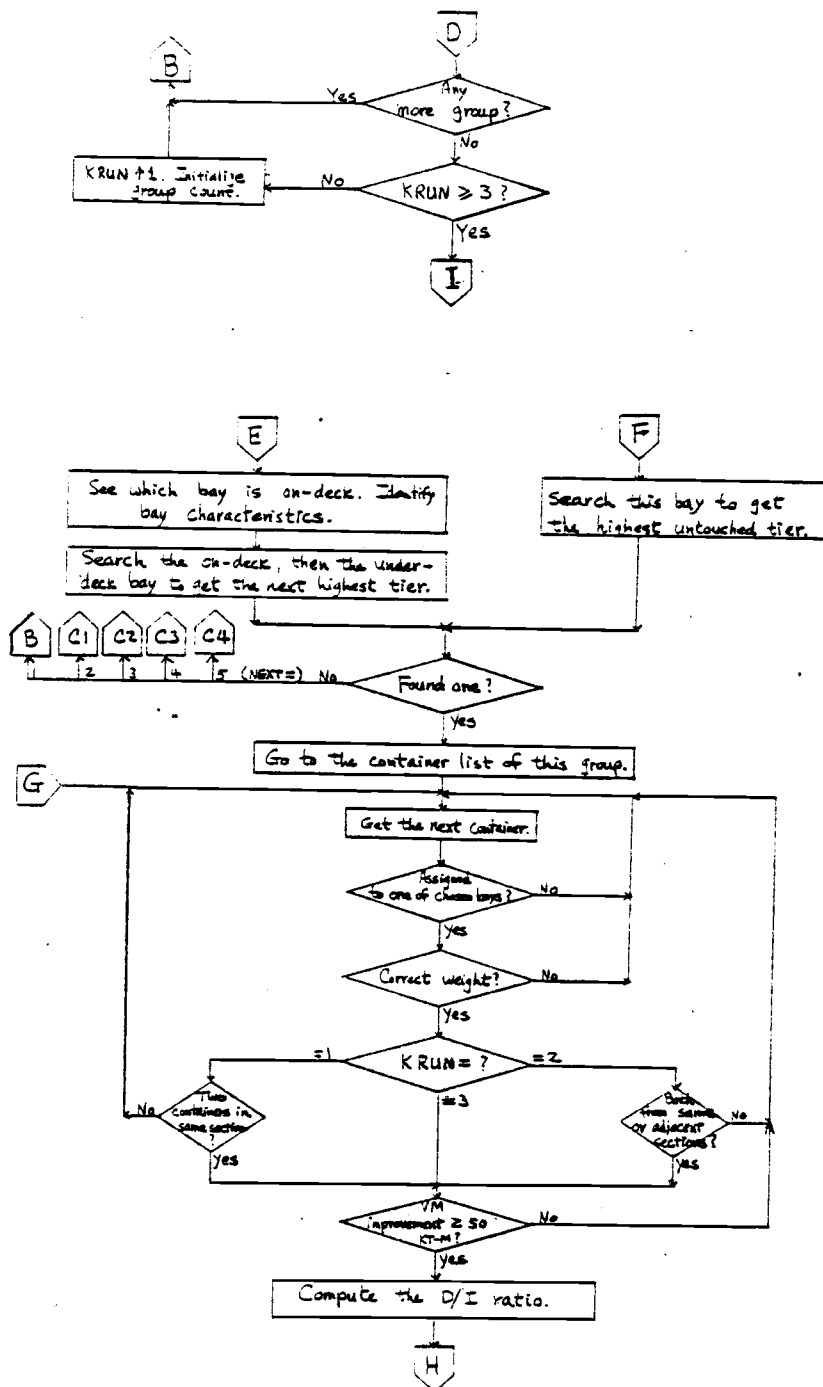 D
B
Any
more group?
Yes
No
KRUN ↑1. Initialize
group count.
No
KRUN ≥ 3 ?
Yes
I
E
F
See which bay is on-deck. Identify
bay characteristics.
Search this bay to get
the highest untouched tier.
Search the on-deck, then the under-
deck bay to get the next highest tier.
B
C1
C2
C3
C4
1
2
3
4
5
(NEXT=)
No
Found one?
Yes
Go to the container list of this group.
G
Get the next container.
Assigned
to one of chosen bays?
No
Yes
Correct weight?
No
Yes
=1
KRUN= ?
=2
=3
Two
containers in
same section
?
No
Yes
Both
from same
or adjacent
sections?
No
Yes
VM
improvement ≥ 50
KT-M?
No
Yes
Compute the D/I ratio.
H